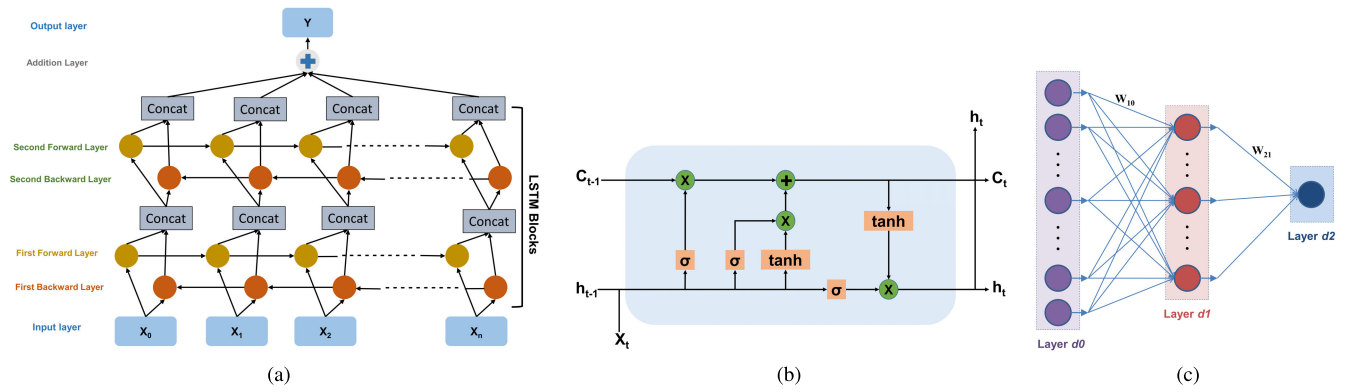 Output layer
Y
Addition Layer
Concat Concat Concat Concat
Second Forward Layer
Second Backward Layer
Concat Concat Concat Concat
First Forward Layer
First Backward Layer
Input layer
X0 X1 X2 Xn
LSTM Blocks
(a)
ht
Ct-1 X + Ct
X tanh
σ σ tanh
ht-1 σ X ht
Xt
(b)
W10
W21
Layer d2
Layer d1
Layer d0
(c)